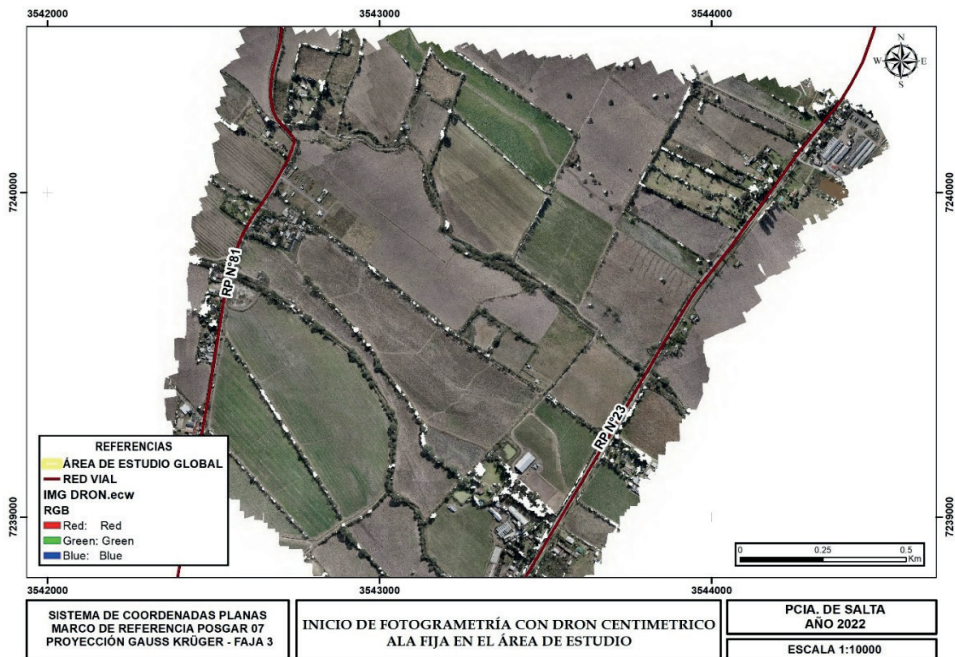 3542000
3543000
3544000
N
W
E
S
7240000
7240000
RP N°81
RP N°23
REFERENCIAS
ÁREA DE ESTUDIO GLOBAL
RED VIAL
IMG DRON.ecw
RGB
Red: Red
Green: Green
Blue: Blue
7239000
7239000
0 0.25 0.5
Km
3542000
3543000
3544000
SISTEMA DE COORDENADAS PLANAS
MARCO DE REFERENCIA POSGAR 07
PROYECCIÓN GAUSS KRÜGER - FAJA 3
INICIO DE FOTOGRAMETRÍA CON DRON CENTIMETRICO
ALA FIJA EN EL ÁREA DE ESTUDIO
PCIA. DE SALTA
AÑO 2022
ESCALA 1:10000